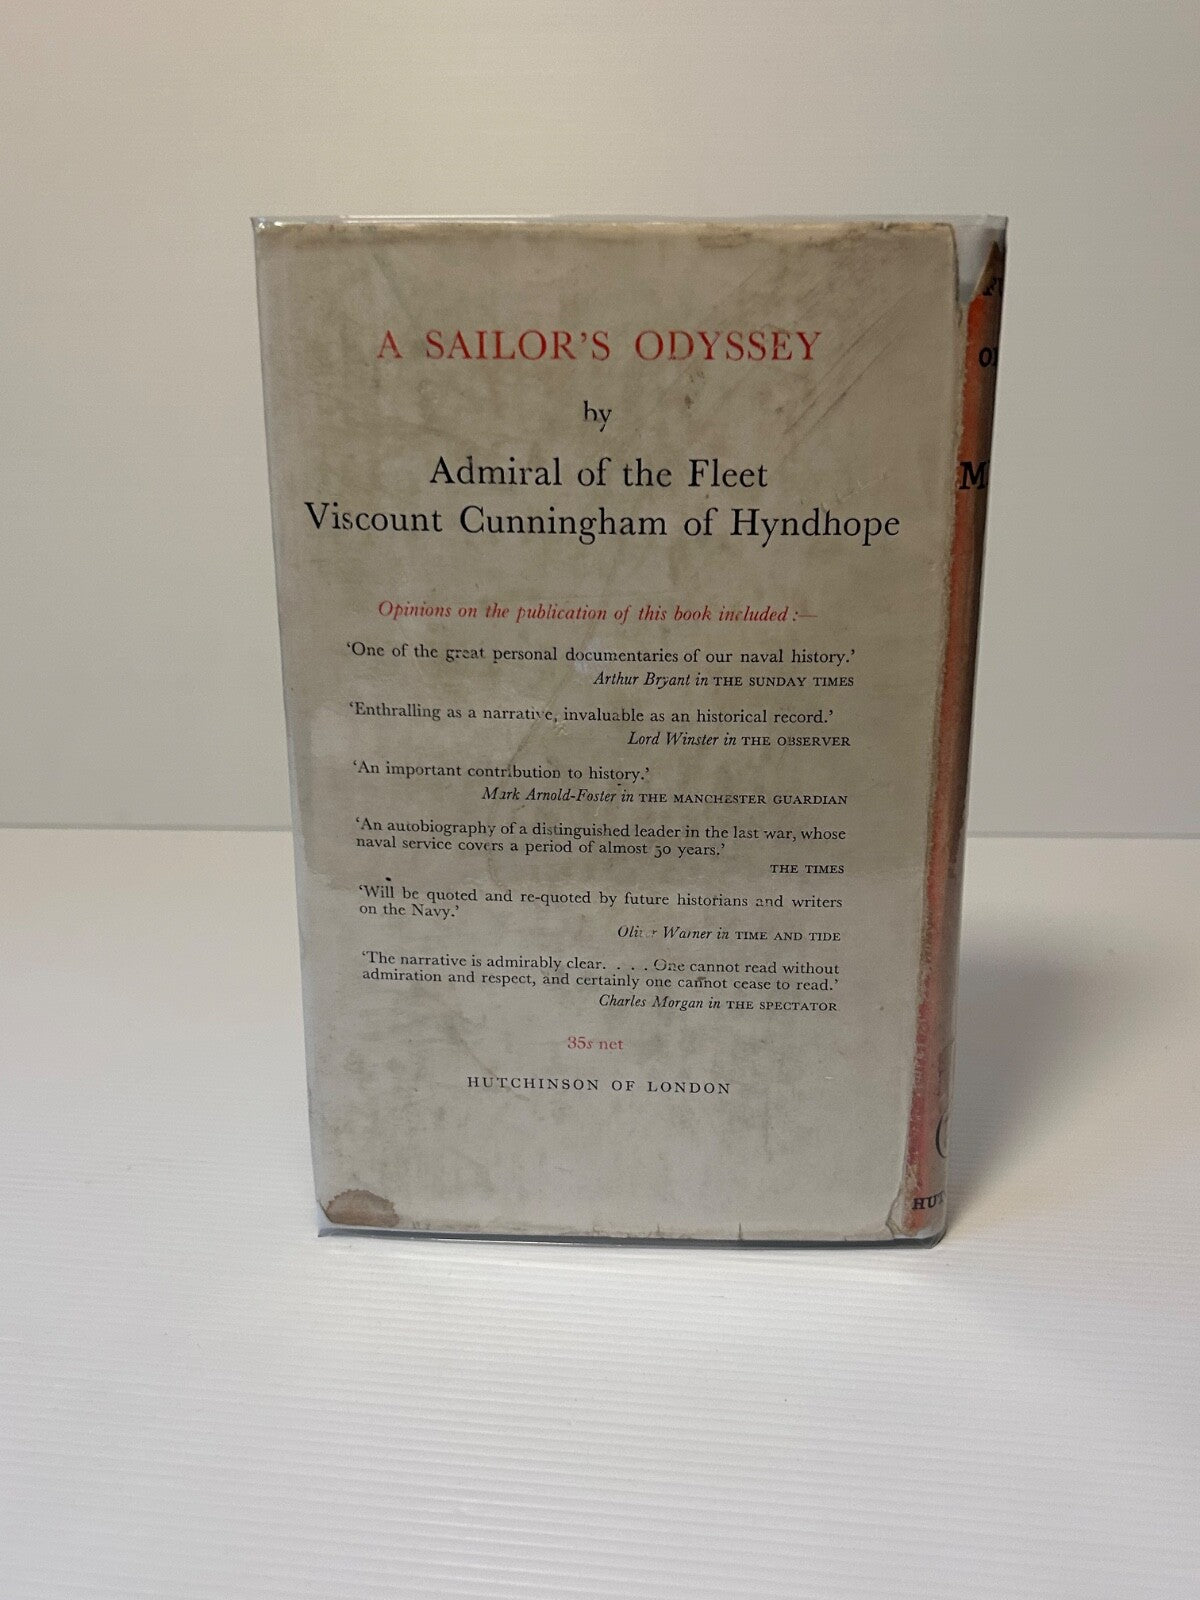 A SAILOR'S ODYSSEY
by
Admiral of the Fleet
Viscount Cunningham of Hyndhope
Opinions on the publication of this book included :—
'One of the great personal documentaries of our naval history.'
Arthur Bryant in THE SUNDAY TIMES
'Enthralling as a narrative, invaluable as an historical record.'
Lord Winster in THE OBSERVER
'An important contribution to history.'
Mark Arnold-Foster in THE MANCHESTER GUARDIAN
'An autobiography of a distinguished leader in the last war, whose
naval service covers a period of almost 50 years.'
THE TIMES
'Will be quoted and re-quoted by future historians and writers
on the Navy.'
Oliver Warner in TIME AND TIDE
'The narrative is admirably clear. . . . One cannot read without
admiration and respect, and certainly one cannot cease to read.'
Charles Morgan in THE SPECTATOR
35s net
HUTCHINSON OF LONDON